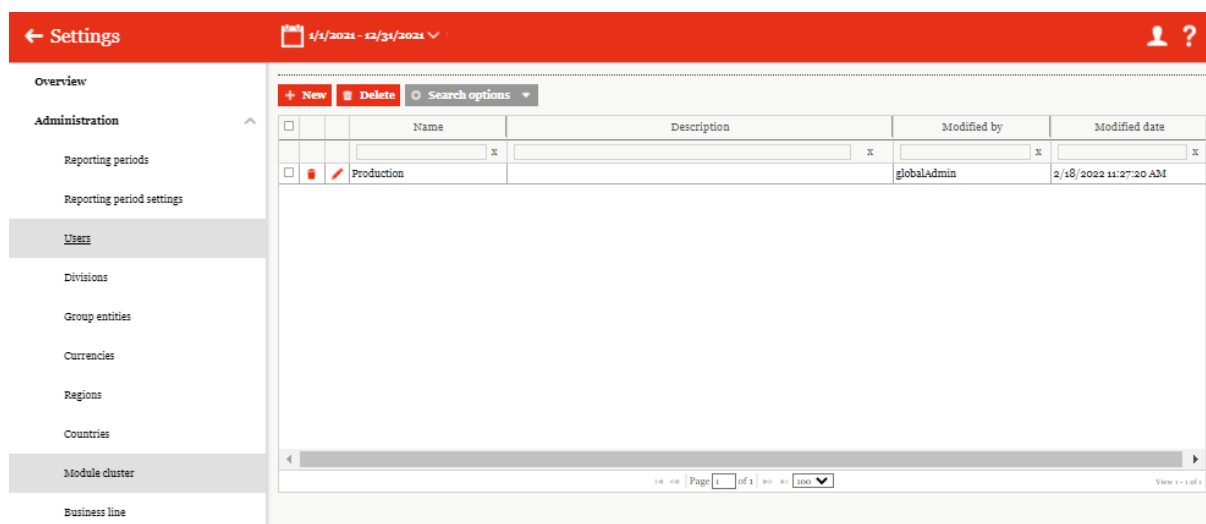 Settings
1/1/2021 - 12/31/2021
?
Overview
Administration
Reporting periods
Reporting period settings
Users
Divisions
Group entities
Currencies
Regions
Countries
Module cluster
Business line
+ New
Delete
Search options
Name Description Modified by Modified date
x x x x
Production globalAdmin 2/18/2022 11:27:20 AM
Page 1 of 1 100
View 1 - 1 of 1